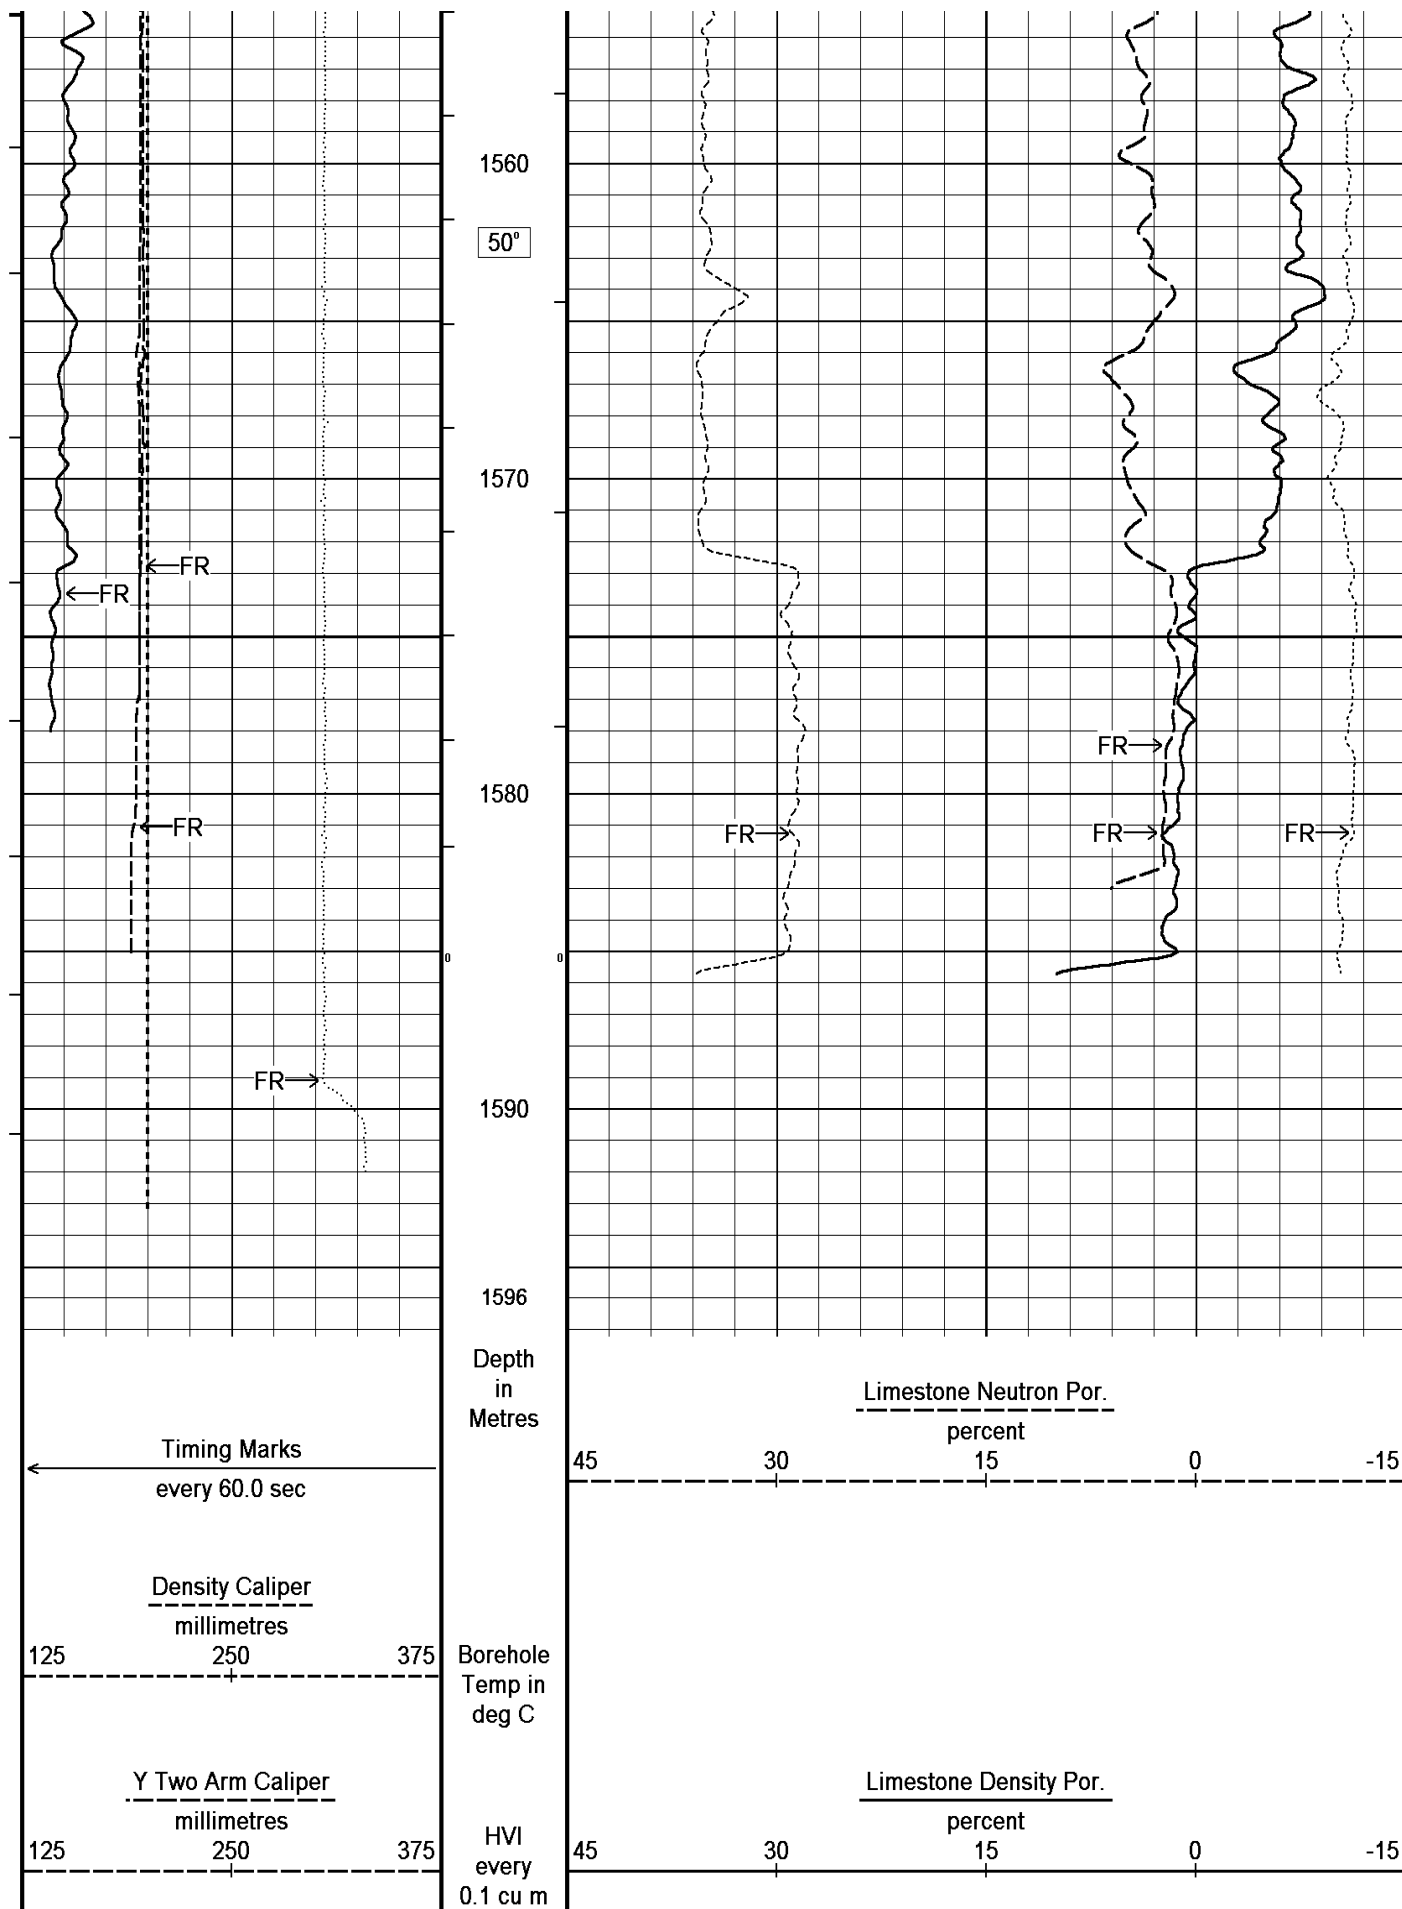 1560
50°
1570
FR
FR
FR
1580
FR
FR
FR
FR
0
0
FR
1590
1596
Depth
in
Metres
Limestone Neutron Por.
percent
45 30 15 0 -15
Timing Marks
every 60.0 sec
Density Caliper
millimetres
125 250 375
Borehole
Temp in
deg C
Y Two Arm Caliper
millimetres
125 250 375
HVI
every
0.1 cu m
Limestone Density Por.
percent
45 30 15 0 -15